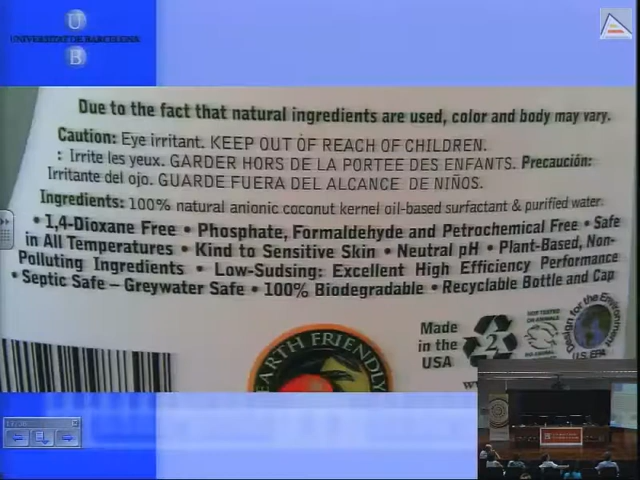 U
UNIVERSITAT DE BARCELONA
B
Due to the fact that natural ingredients are used, color and body may vary.
Caution: Eye irritant. KEEP OUT OF REACH OF CHILDREN.
: Irrite les yeux. GARDER HORS DE LA PORTEE DES ENFANTS. Precaución:
Irritante del ojo. GUARDE FUERA DEL ALCANCE DE NIÑOS.
Ingredients: 100% natural anionic coconut kernel oil-based surfactant & purified water.
• 1,4-Dioxane Free • Phosphate, Formaldehyde and Petrochemical Free • Safe
in All Temperatures • Kind to Sensitive Skin • Neutral pH • Plant-Based, Non-
Polluting Ingredients • Low-Sudsing: Excellent High Efficiency Performance
• Septic Safe – Greywater Safe • 100% Biodegradable • Recyclable Bottle and Cap
Made
in the
USA
2
NOT TESTED
ON ANIMALS
Design for the Environment
U.S. EPA
EARTH FRIENDLY